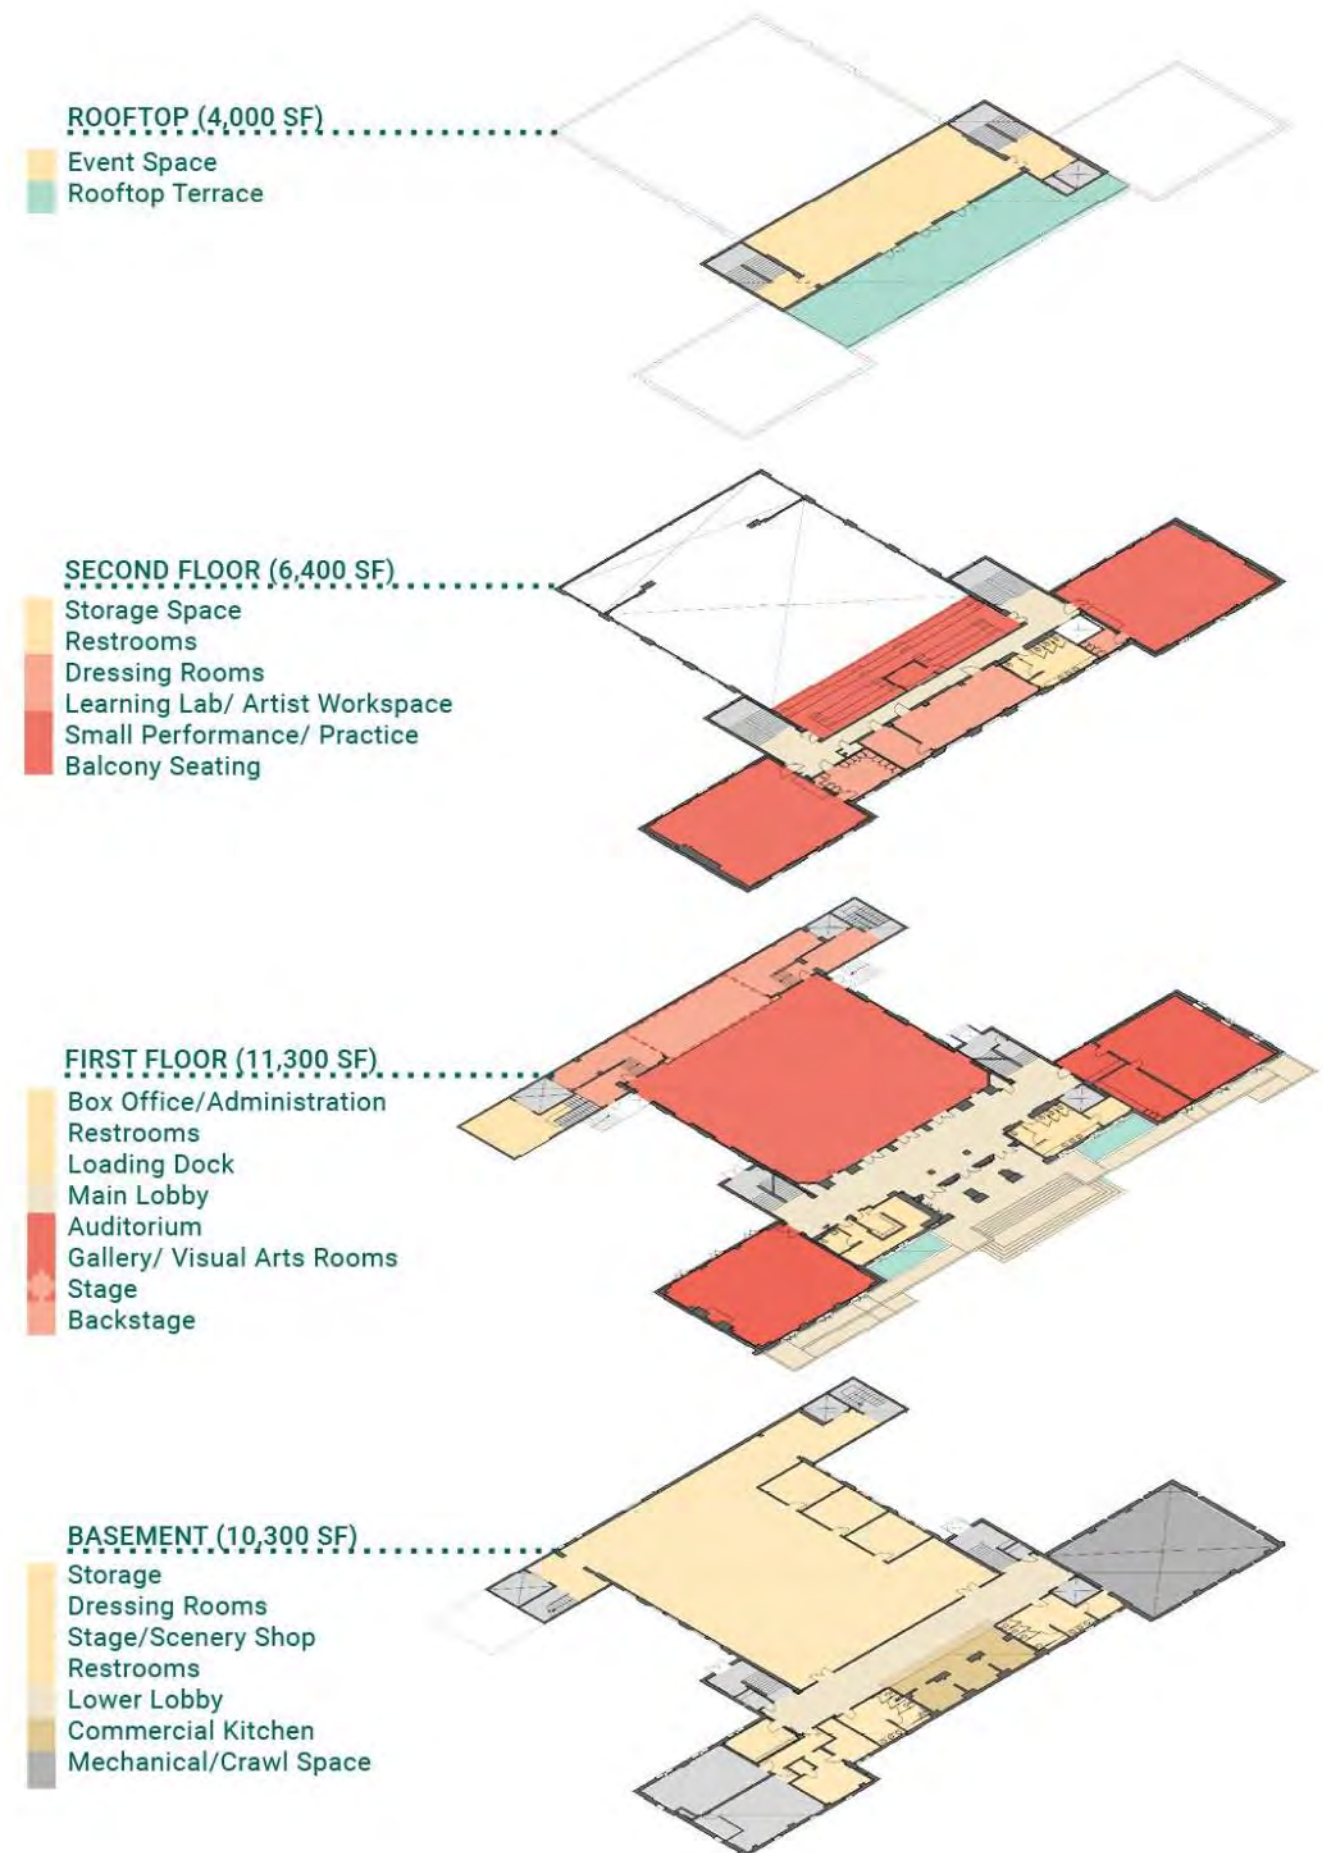 ROOFTOP (4,000 SF)
Event Space
Rooftop Terrace
SECOND FLOOR (6,400 SF)
Storage Space
Restrooms
Dressing Rooms
Learning Lab/ Artist Workspace
Small Performance/ Practice
Balcony Seating
FIRST FLOOR (11,300 SF)
Box Office/Administration
Restrooms
Loading Dock
Main Lobby
Auditorium
Gallery/ Visual Arts Rooms
Stage
Backstage
BASEMENT (10,300 SF)
Storage
Dressing Rooms
Stage/Scenery Shop
Restrooms
Lower Lobby
Commercial Kitchen
Mechanical/Crawl Space